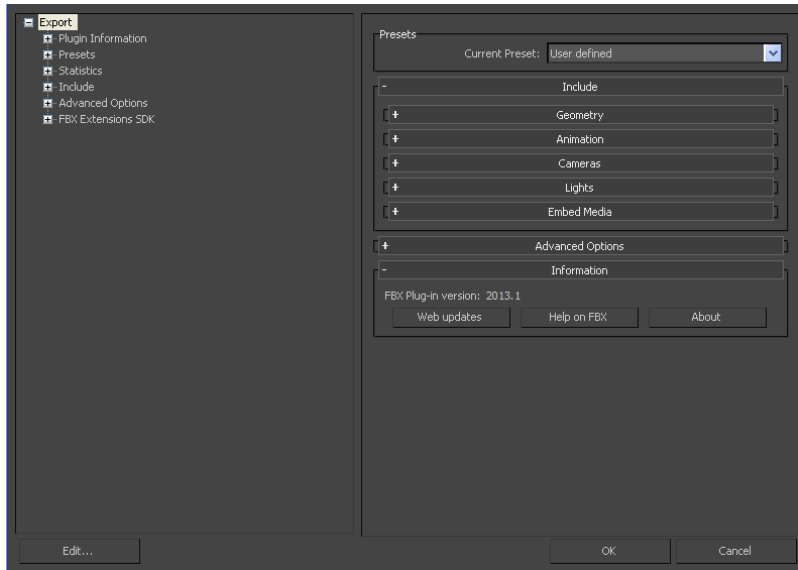 Export
Plugin Information
Presets
Statistics
Include
Advanced Options
FBX Extensions SDK
Edit...
Presets
Current Preset: User defined
- Include
+ Geometry
+ Animation
+ Cameras
+ Lights
+ Embed Media
+ Advanced Options
- Information
FBX Plug-in version: 2013.1
Web updates Help on FBX About
OK Cancel